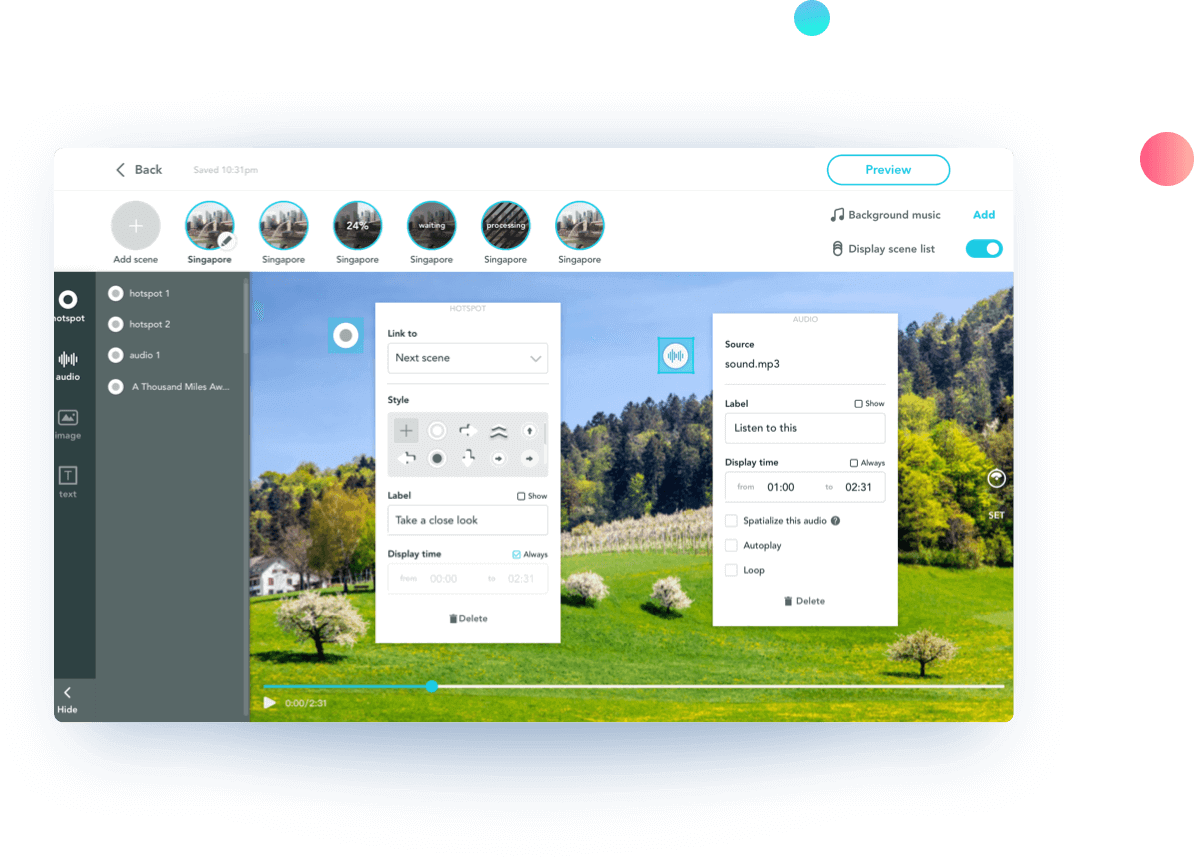 Back
Saved 10:31pm
Preview
Add scene
Singapore
Singapore
24%
Singapore
waiting
Singapore
processing
Singapore
Singapore
Background music
Add
Display scene list
hotspot
audio
image
text
Hide
hotspot 1
hotspot 2
audio 1
A Thousand Miles Aw...
HOTSPOT
Link to
Next scene
Style
Label
Show
Take a close look
Display time
Always
from 00:00 to 02:31
Delete
AUDIO
Source
sound.mp3
Label
Show
Listen to this
Display time
Always
from 01:00 to 02:31
Spatialize this audio ?
Autoplay
Loop
Delete
SET
0:00/2:31